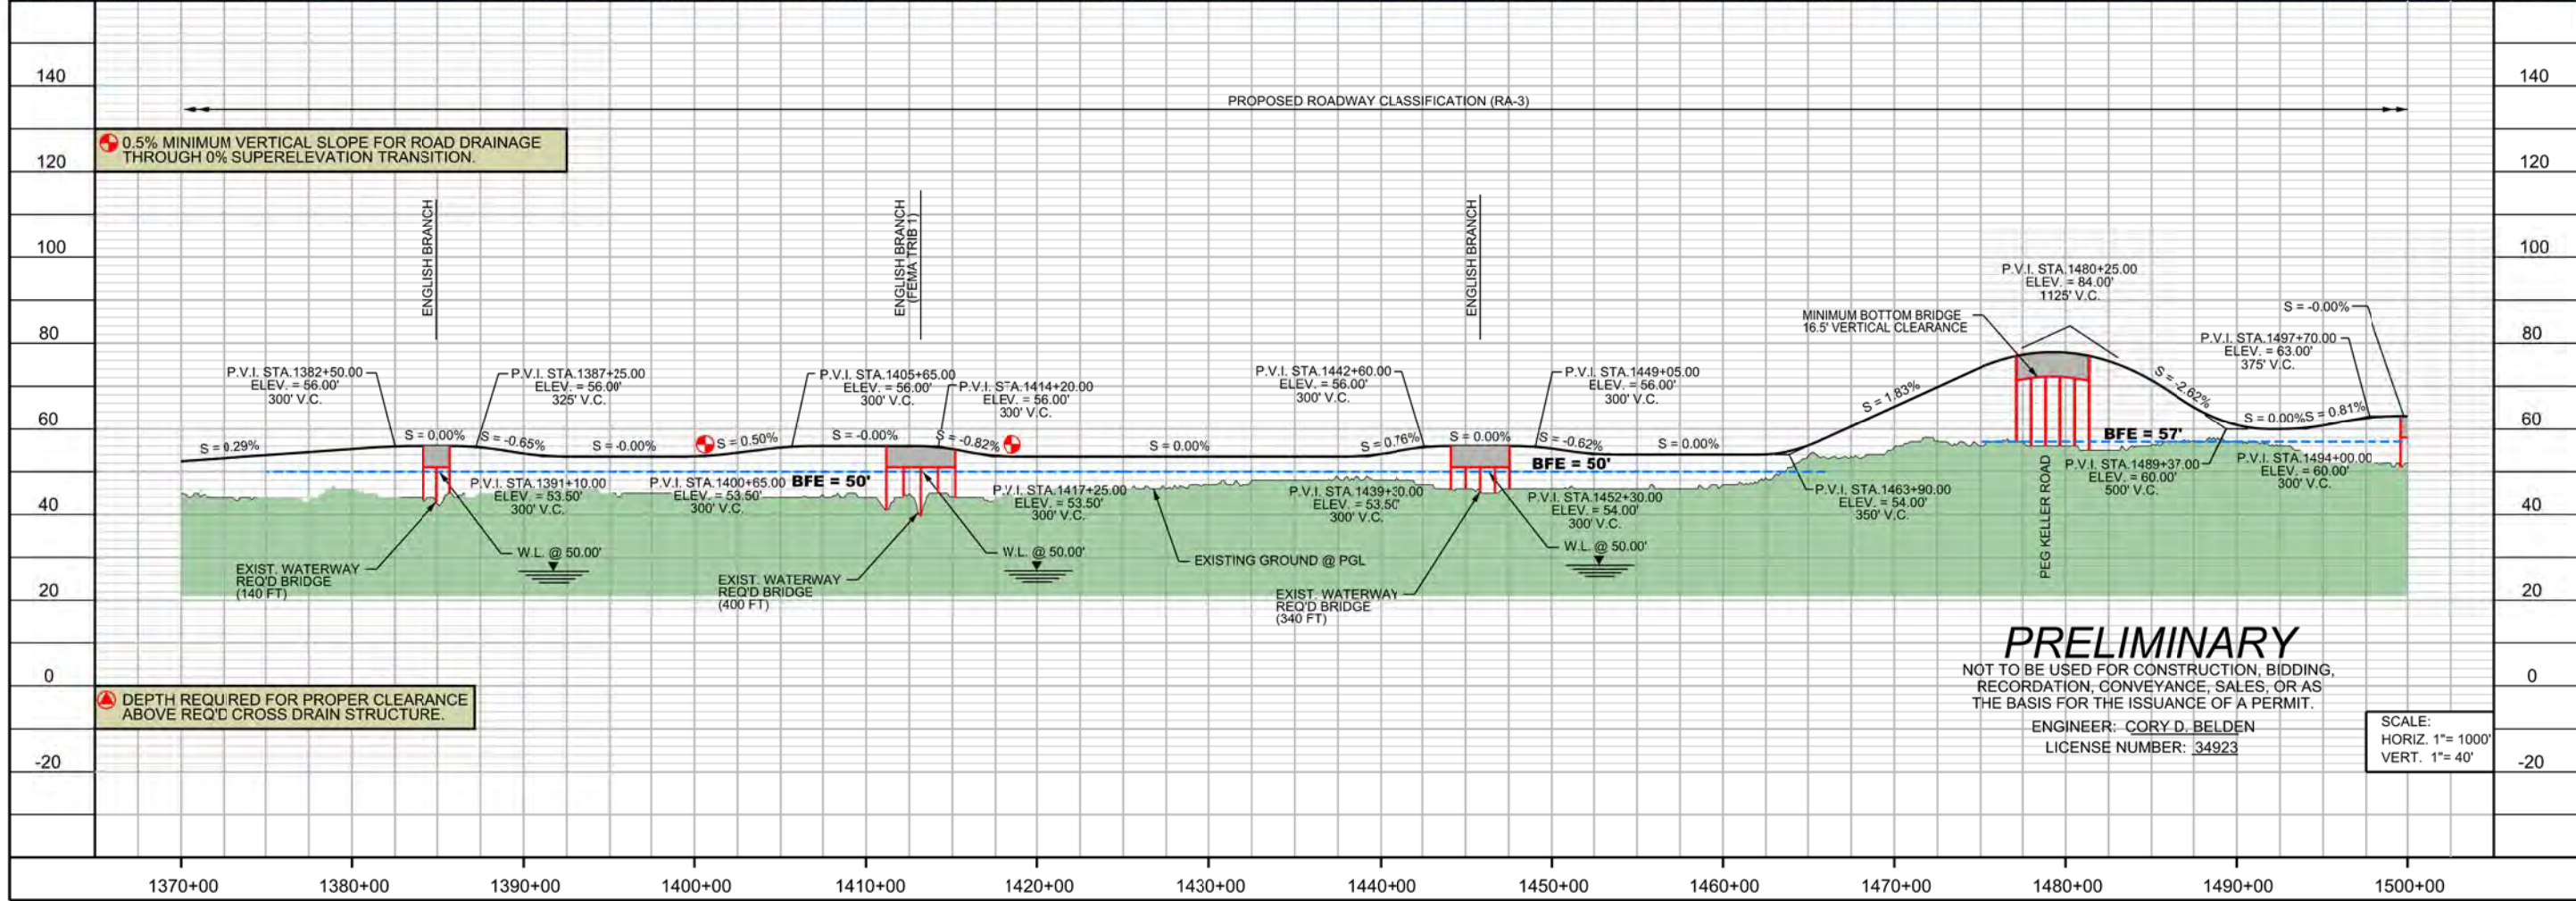 140
140
PROPOSED ROADWAY CLASSIFICATION (RA-3)
0.5% MINIMUM VERTICAL SLOPE FOR ROAD DRAINAGE
THROUGH 0% SUPERELEVATION TRANSITION.
120
120
ENGLISH BRANCH
ENGLISH BRANCH
(FEMA TRIB 1)
ENGLISH BRANCH
100
100
P.V.I. STA.1480+25.00
ELEV. = 84.00'
1125' V.C.
MINIMUM BOTTOM BRIDGE
16.5' VERTICAL CLEARANCE
S = -0.00%
80
80
P.V.I. STA.1497+70.00
ELEV. = 63.00'
375' V.C.
P.V.I. STA.1382+50.00
ELEV. = 56.00'
300' V.C.
P.V.I. STA.1387+25.00
ELEV. = 56.00'
325' V.C.
P.V.I. STA.1405+65.00
ELEV. = 56.00'
300' V.C.
P.V.I. STA.1414+20.00
ELEV. = 56.00'
300' V.C.
P.V.I. STA.1442+60.00
ELEV. = 56.00'
300' V.C.
P.V.I. STA.1449+05.00
ELEV. = 56.00'
300' V.C.
60
60
S = 0.29%
S = 0.00%
S = -0.65%
S = -0.00%
S = 0.50%
S = -0.00%
S = -0.82%
S = 0.00%
S = 0.76%
S = 0.00%
S = -0.62%
S = 0.00%
S = 1.83%
S = -2.62%
S = 0.00%
S = 0.81%
BFE = 50'
BFE = 50'
BFE = 57'
P.V.I. STA.1391+10.00
ELEV. = 53.50'
300' V.C.
P.V.I. STA.1400+65.00
ELEV. = 53.50'
300' V.C.
P.V.I. STA.1417+25.00
ELEV. = 53.50'
300' V.C.
P.V.I. STA.1439+30.00
ELEV. = 53.50'
300' V.C.
P.V.I. STA.1452+30.00
ELEV. = 54.00'
300' V.C.
P.V.I. STA.1463+90.00
ELEV. = 54.00'
350' V.C.
PEG KELLER ROAD
P.V.I. STA.1489+37.00
ELEV. = 60.00'
500' V.C.
P.V.I. STA.1494+00.00
ELEV. = 60.00'
300' V.C.
40
40
EXIST. WATERWAY
REQ'D BRIDGE
(140 FT)
W.L. @ 50.00'
EXIST. WATERWAY
REQ'D BRIDGE
(400 FT)
W.L. @ 50.00'
EXISTING GROUND @ PGL
EXIST. WATERWAY
REQ'D BRIDGE
(340 FT)
W.L. @ 50.00'
20
20
0
0
DEPTH REQUIRED FOR PROPER CLEARANCE
ABOVE REQ'D CROSS DRAIN STRUCTURE.
PRELIMINARY
NOT TO BE USED FOR CONSTRUCTION, BIDDING,
RECORDATION, CONVEYANCE, SALES, OR AS
THE BASIS FOR THE ISSUANCE OF A PERMIT.
ENGINEER: CORY D. BELDEN
LICENSE NUMBER: 34923
SCALE:
HORIZ. 1"= 1000'
VERT. 1"= 40'
-20
-20
1370+00
1380+00
1390+00
1400+00
1410+00
1420+00
1430+00
1440+00
1450+00
1460+00
1470+00
1480+00
1490+00
1500+00